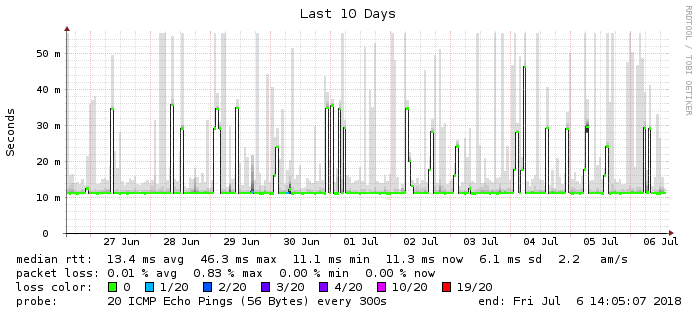 Last 10 Days
RRDTOOL / TOBI OETIKER
Seconds
50 m
40 m
30 m
20 m
10 m
0
27 Jun 28 Jun 29 Jun 30 Jun 01 Jul 02 Jul 03 Jul 04 Jul 05 Jul 06 Jul
median rtt: 13.4 ms avg 46.3 ms max 11.1 ms min 11.3 ms now 6.1 ms sd 2.2 am/s
packet loss: 0.01 % avg 0.83 % max 0.00 % min 0.00 % now
loss color: 0 1/20 2/20 3/20 4/20 10/20 19/20
probe: 20 ICMP Echo Pings (56 Bytes) every 300s end: Fri Jul 6 14:05:07 2018